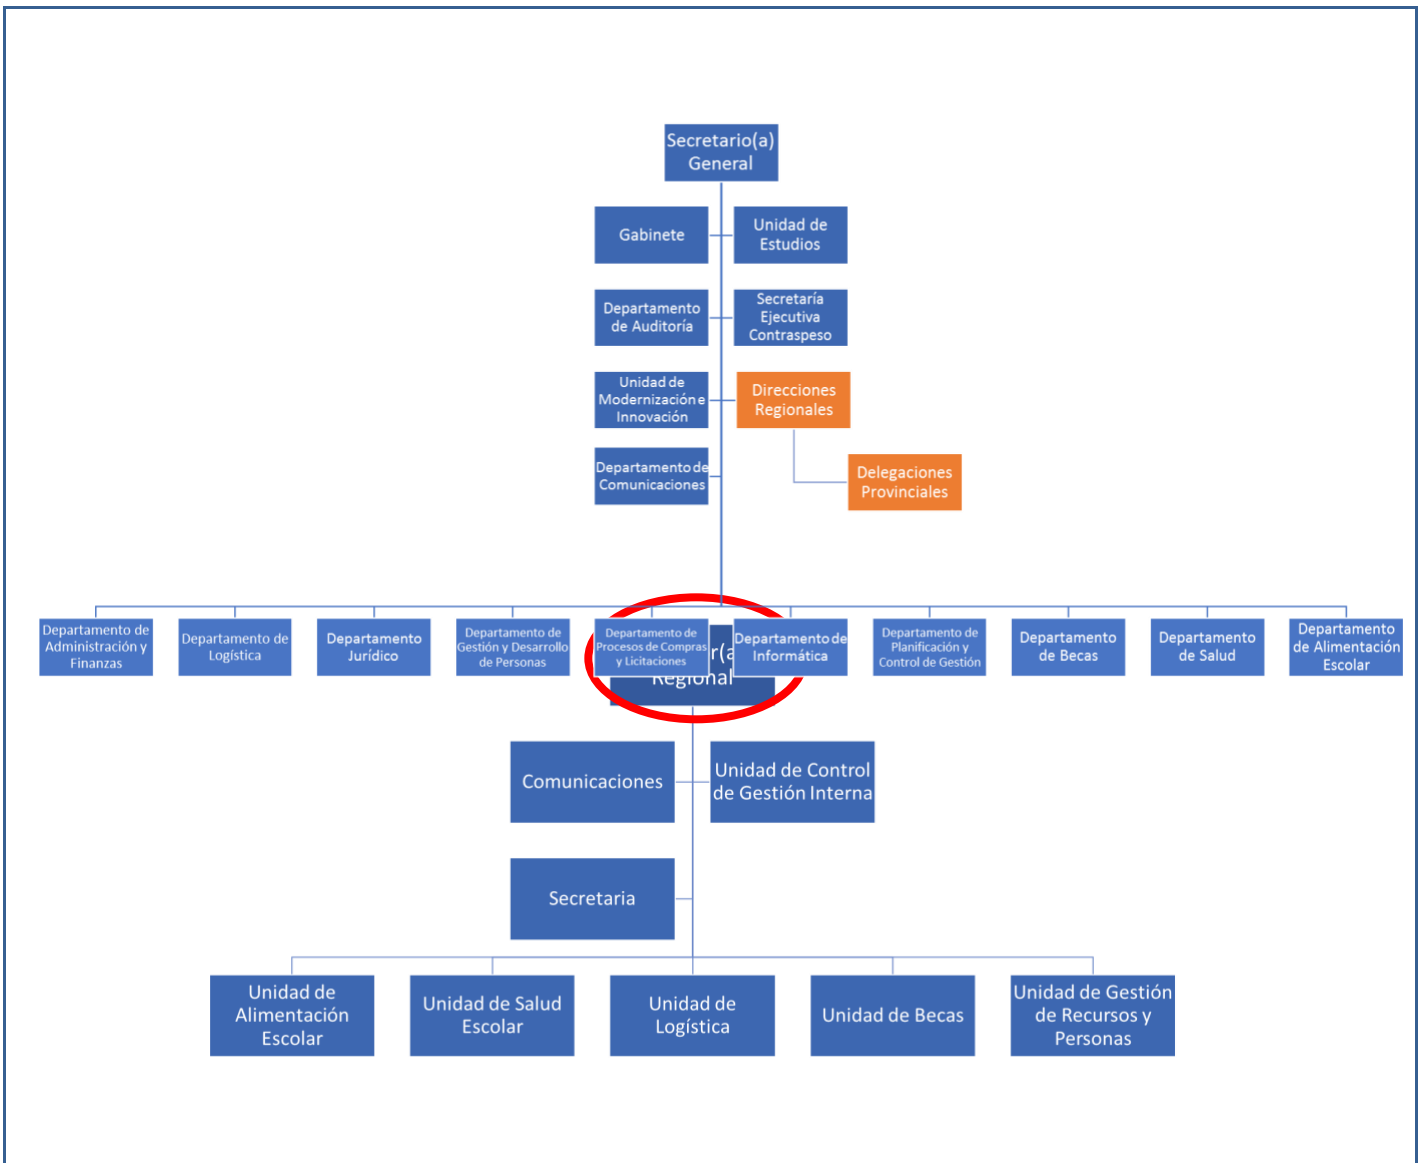 Secretario(a)
General
Gabinete
Unidad de
Estudios
Departamento
de Auditoría
Secretaría
Ejecutiva
Contraspeso
Unidad de
Modernización e
Innovación
Direcciones
Regionales
Departamento de
Comunicaciones
Delegaciones
Provinciales
Departamento de
Administración y
Finanzas
Departamento de
Logística
Departamento
Jurídico
Departamento de
Gestión y Desarrollo
de Personas
Departamento de
Procesos de Compras
y Licitaciones
Departamento de
Informática
Departamento de
Planificación y
Control de Gestión
Departamento
de Becas
Departamento
de Salud
Departamento
de Alimentación
Escolar
Regional
Comunicaciones
Unidad de Control
de Gestión Interna
Secretaria
Unidad de
Alimentación
Escolar
Unidad de Salud
Escolar
Unidad de
Logística
Unidad de Becas
Unidad de Gestión
de Recursos y
Personas